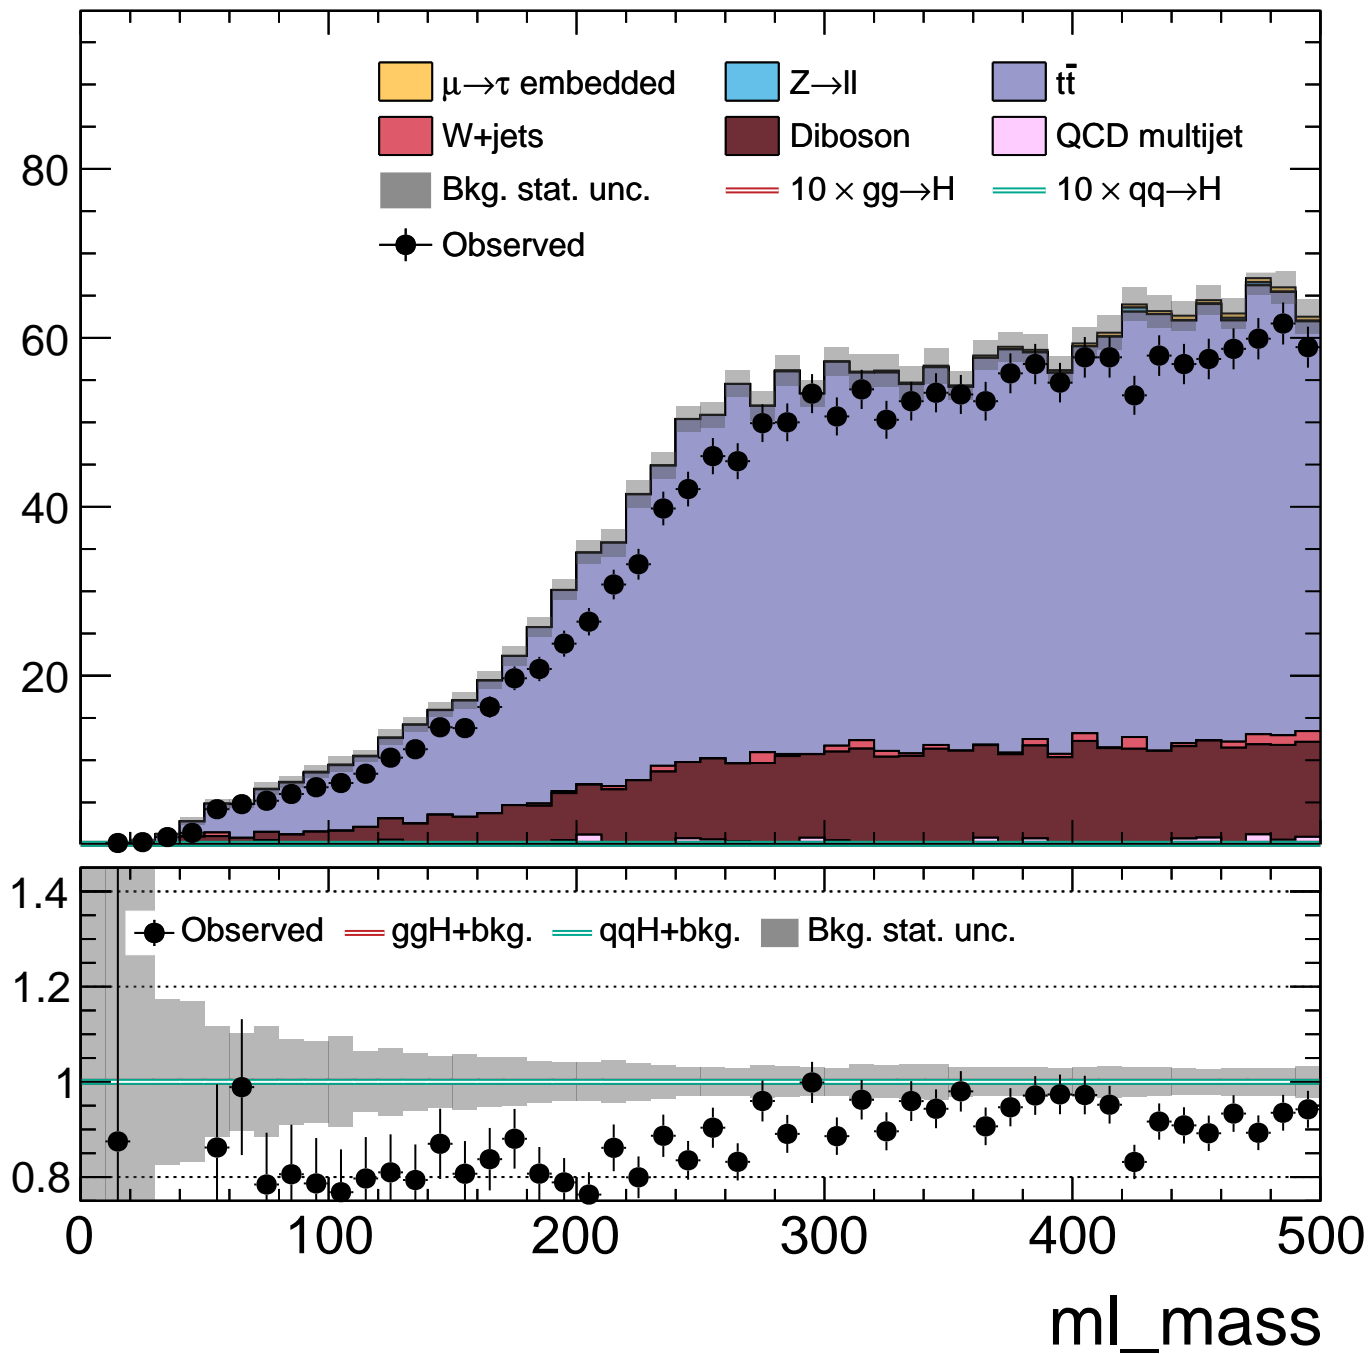 μ→τ embedded Z→ll tt̄
W+jets Diboson QCD multijet
Bkg. stat. unc. 10 × gg→H 10 × qq→H
Observed
80
60
40
20
1.4
Observed ggH+bkg. qqH+bkg. Bkg. stat. unc.
1.2
1
0.8
0 100 200 300 400 500
ml_mass